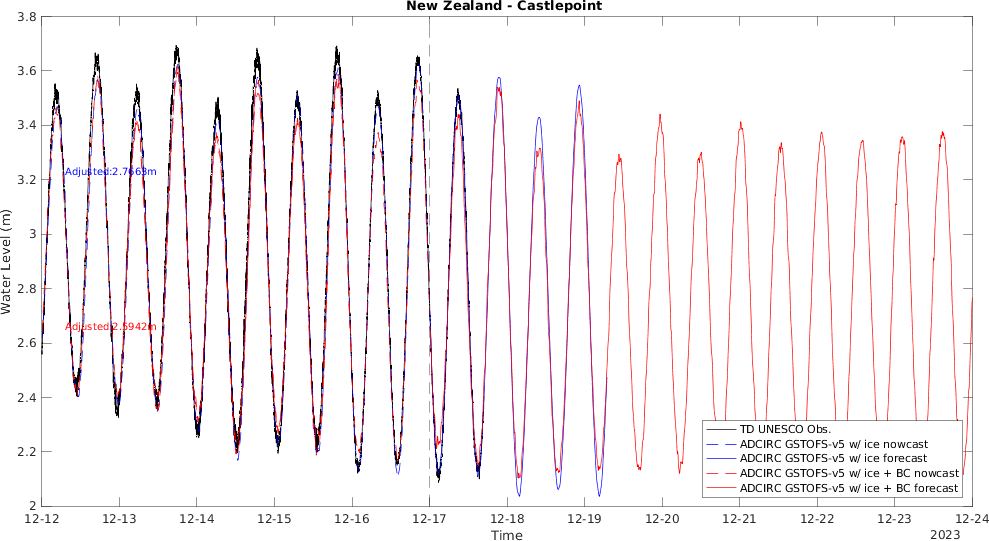 New Zealand - Castlepoint
3.8
3.6
3.4
3.2
3
2.8
2.6
2.4
2.2
2
Water Level (m)
Adjusted:2.7663m
Adjusted:2.5942m
TD UNESCO Obs.
ADCIRC GSTOFS-v5 w/ ice nowcast
ADCIRC GSTOFS-v5 w/ ice forecast
ADCIRC GSTOFS-v5 w/ ice + BC nowcast
ADCIRC GSTOFS-v5 w/ ice + BC forecast
12-12 12-13 12-14 12-15 12-16 12-17 12-18 12-19 12-20 12-21 12-22 12-23 12-24
Time
2023